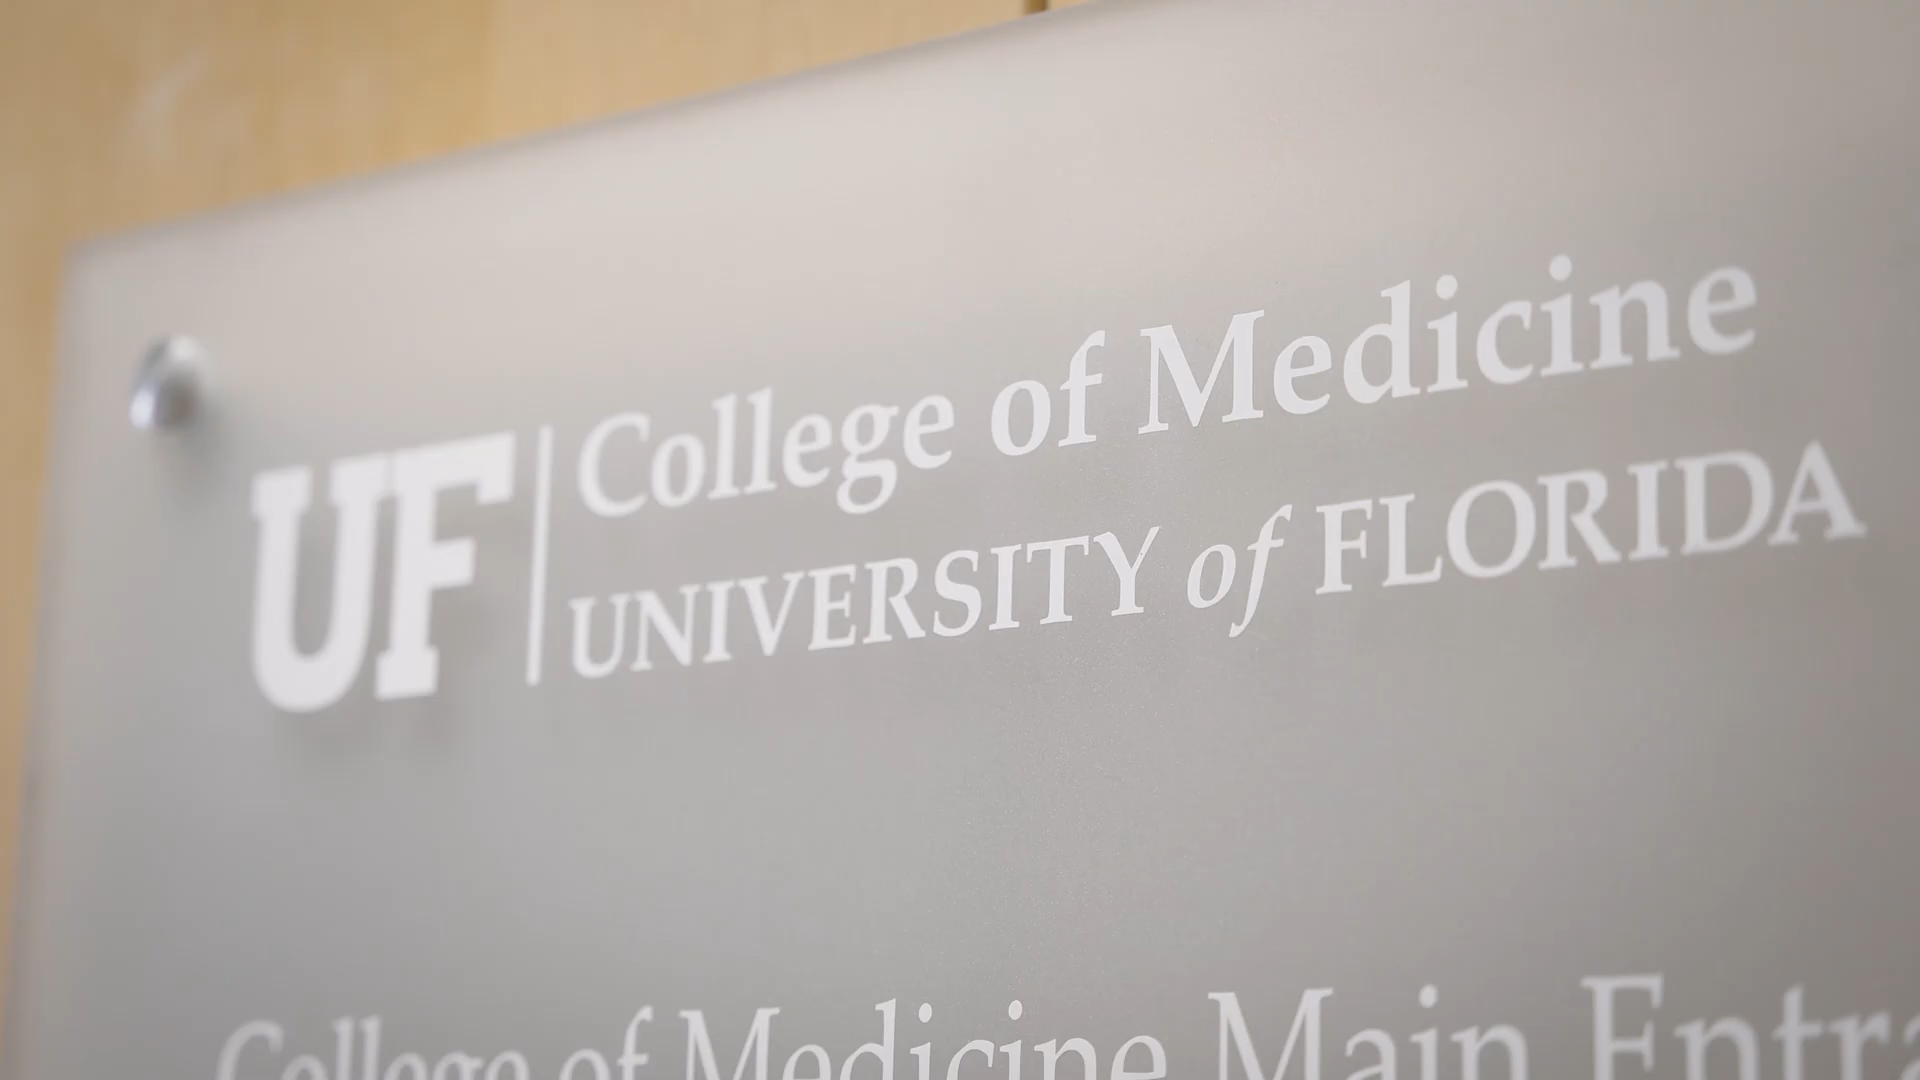 UF College of Medicine
UNIVERSITY of FLORIDA
College of Medicine Main